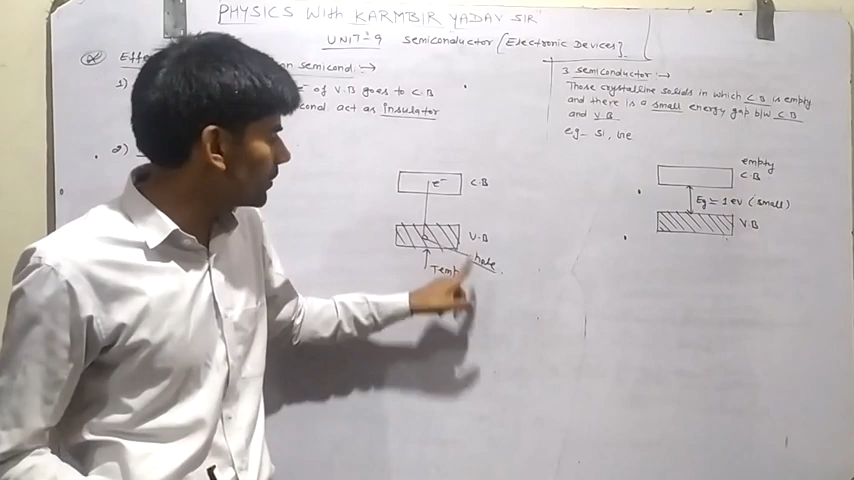 PHYSICS With KARMBIR YADAV SIR
UNIT-9 Semiconductor [Electronic Devices]
Effe on semicond. :→
1) e⁻ of V.B goes to C.B
cond act as insulator
2)
e⁻ C.B
V.B
hole
Temp
3 Semiconductor :→
Those crystalline solids in which C.B is empty
and there is a small energy gap b/w C.B
and V.B
eg- Si, Ge
empty
C.B
Eg ≃ 1 eV (small)
V.B